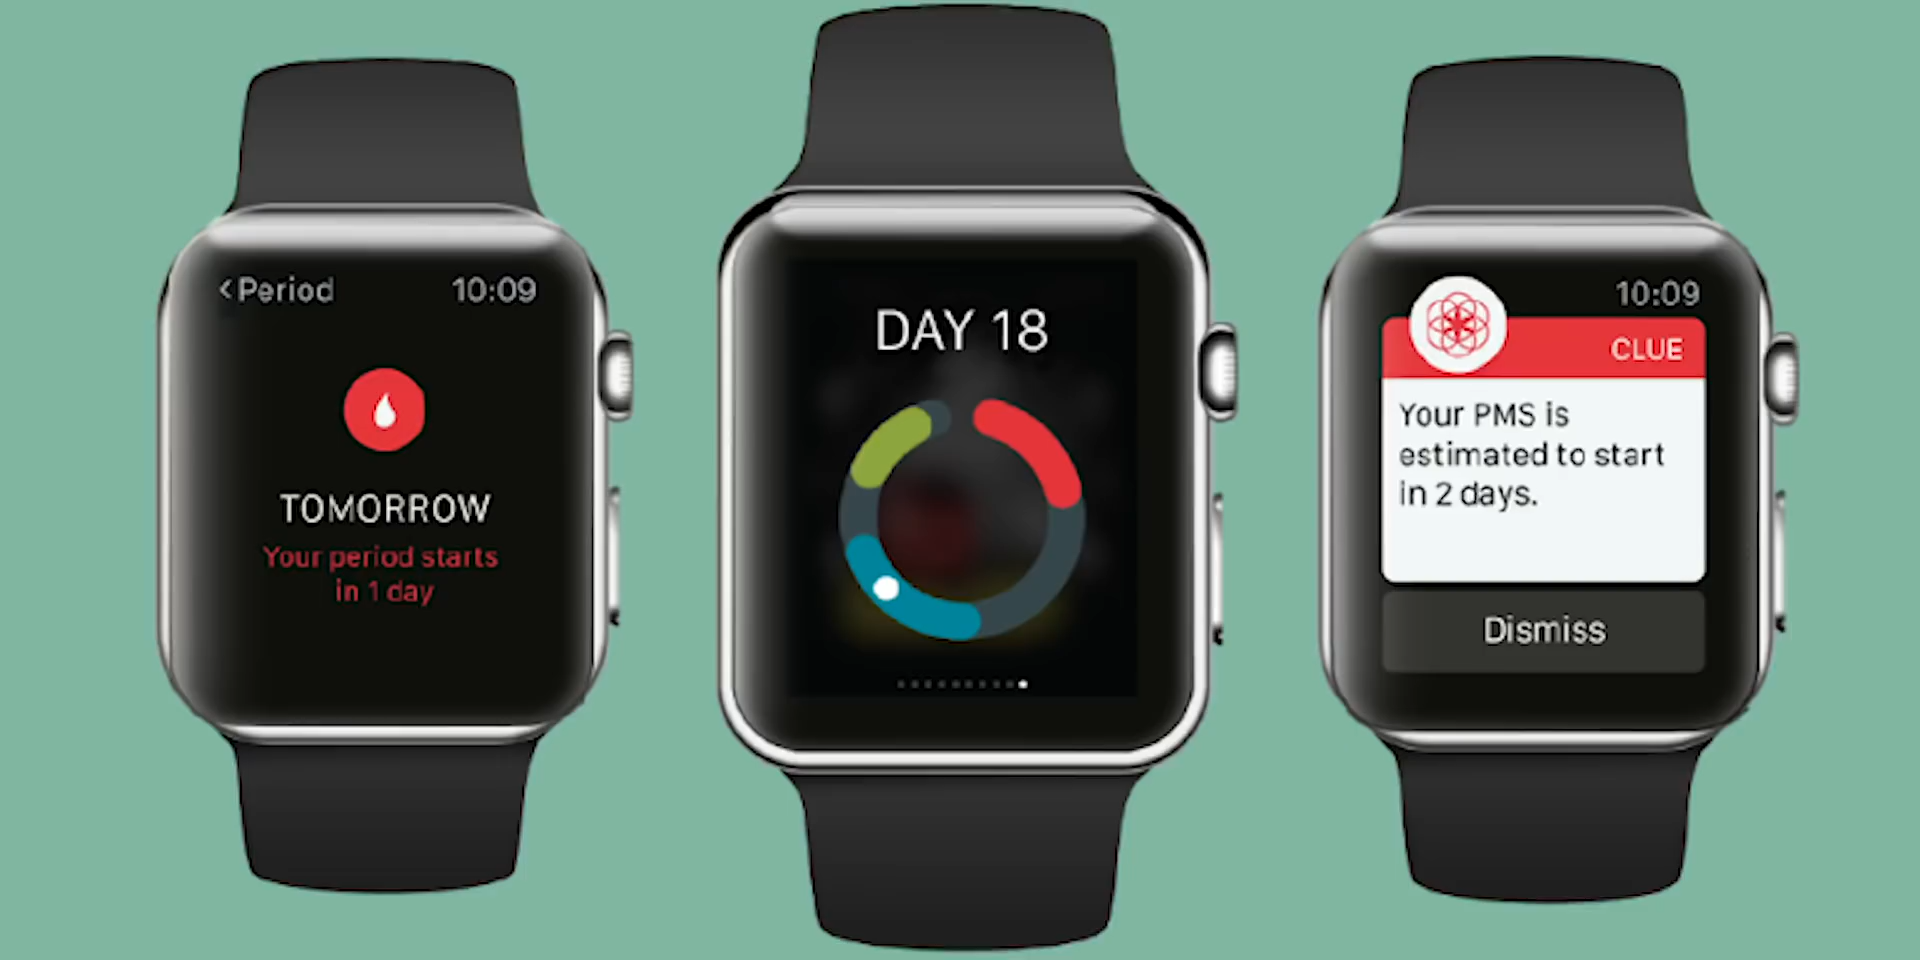 <Period 10:09
TOMORROW
Your period starts
in 1 day
DAY 18
10:09
CLUE
Your PMS is
estimated to start
in 2 days.
Dismiss